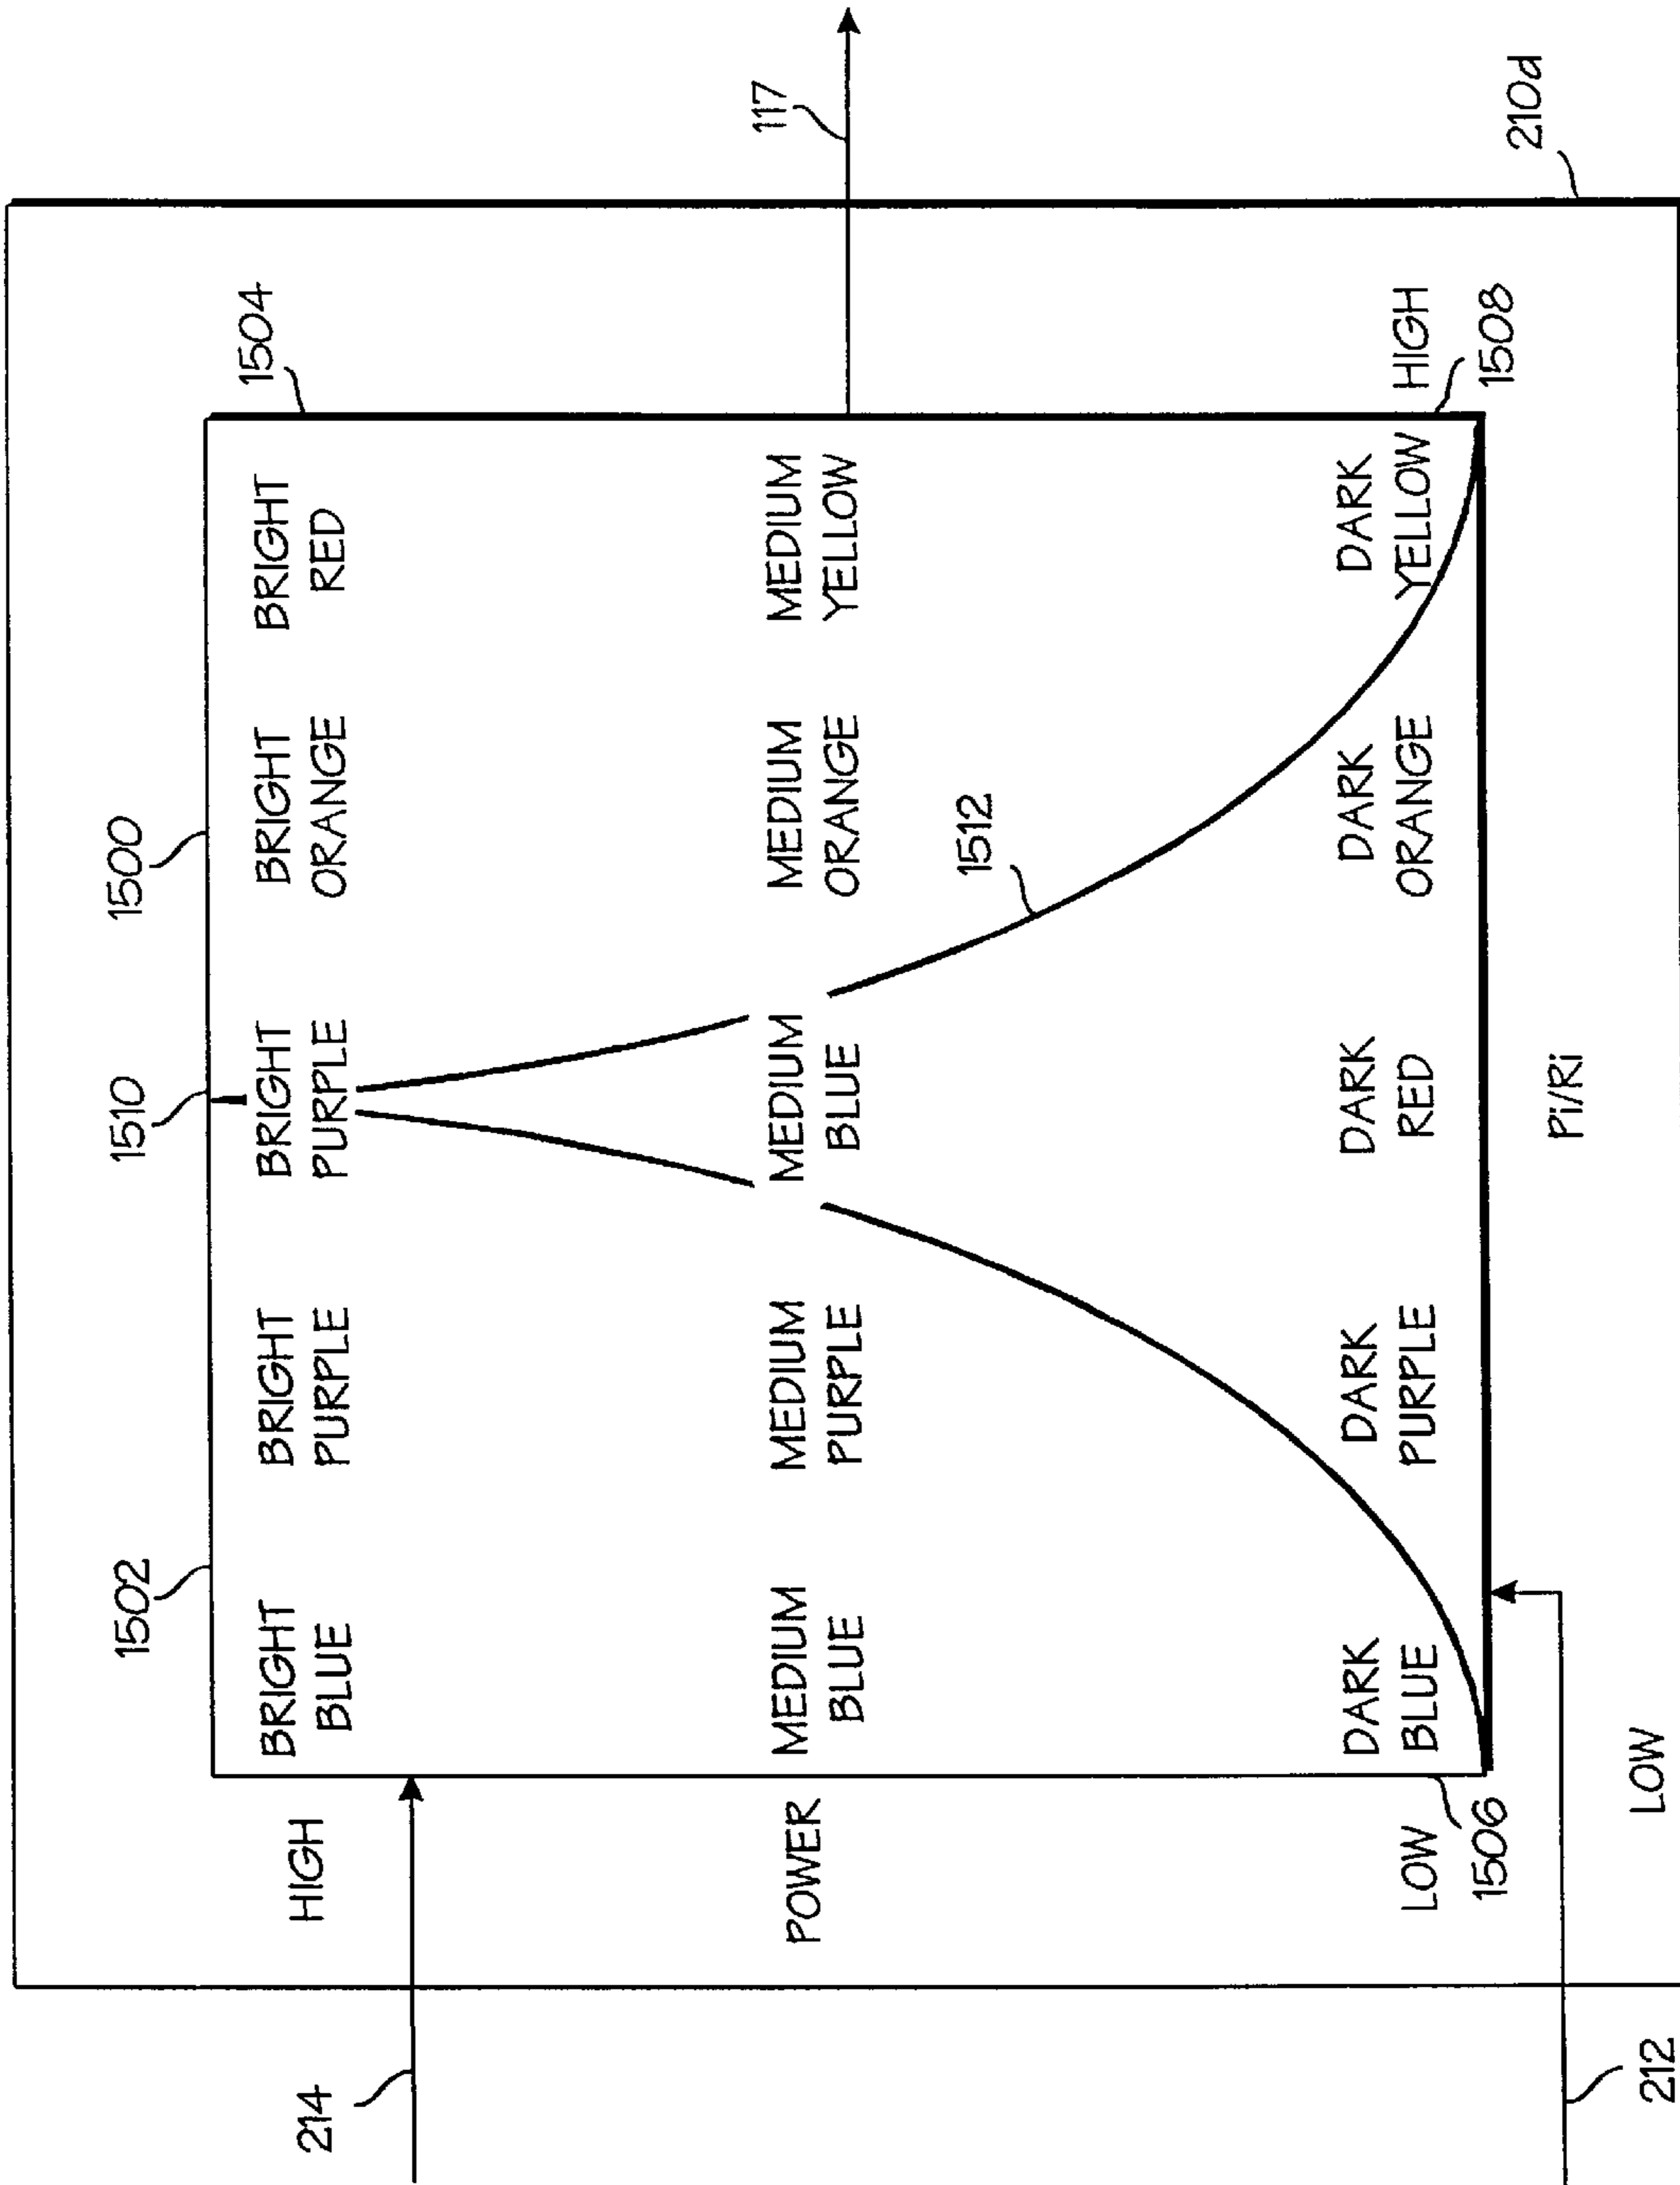 1502
1510
1500
1504
BRIGHT
BLUE
BRIGHT
PURPLE
BRIGHT
PURPLE
BRIGHT
ORANGE
BRIGHT
RED
HIGH
214
117
MEDIUM
BLUE
MEDIUM
PURPLE
MEDIUM
BLUE
MEDIUM
ORANGE
MEDIUM
YELLOW
POWER
1512
DARK
BLUE
DARK
PURPLE
DARK
RED
DARK
ORANGE
DARK
YELLOW
LOW
HIGH
1506
1508
210d
Pi/Ri
LOW
212